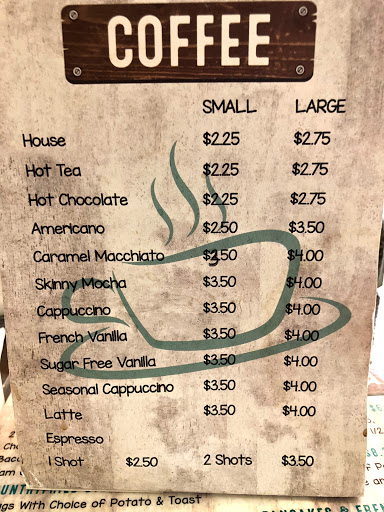 COFFEE
SMALL LARGE
House $2.25 $2.75
Hot Tea $2.25 $2.75
Hot Chocolate $2.25 $2.75
Americano $2.50 $3.50
Caramel Macchiato $3.50 $4.00
Skinny Mocha $3.50 $4.00
Cappuccino $3.50 $4.00
French Vanilla $3.50 $4.00
Sugar Free Vanilla $3.50 $4.00
Seasonal Cappuccino $3.50 $4.00
Latte $3.50 $4.00
Espresso
1 Shot $2.50 2 Shots $3.50
gs With Choice of Potato & Toast